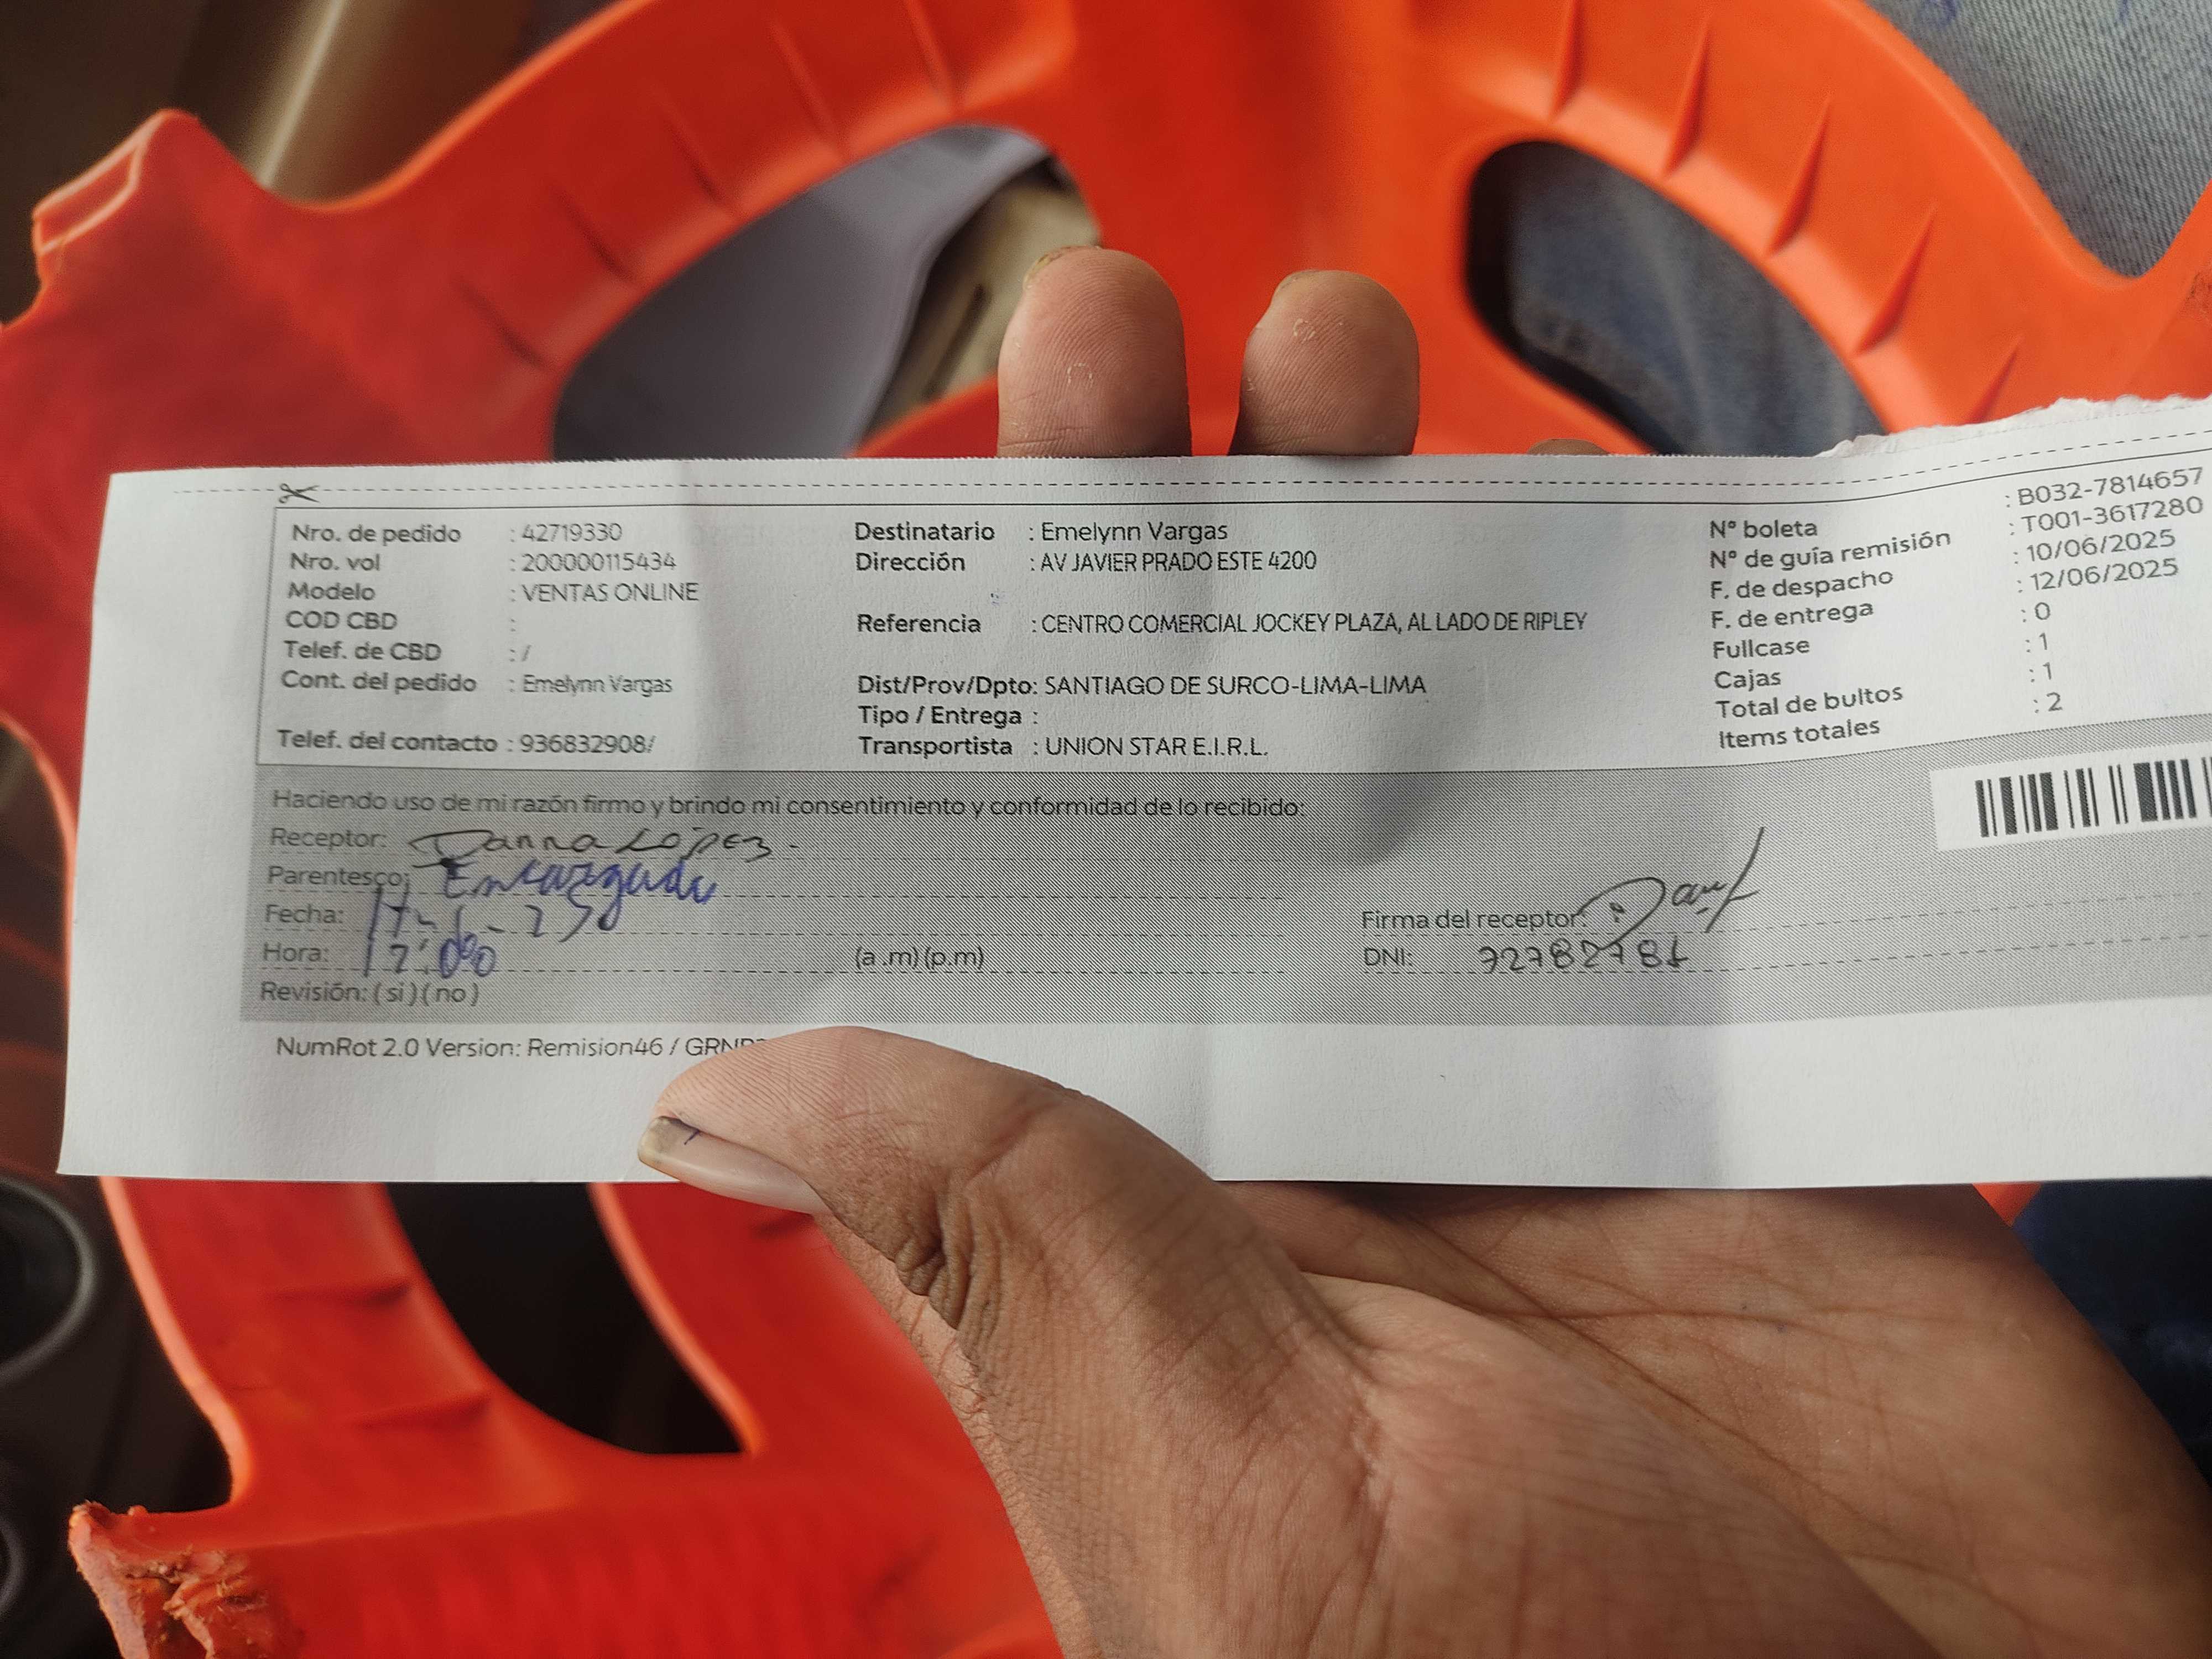 Nro. de pedido : 42719330
Nro. vol : 200000115434
Modelo : VENTAS ONLINE
COD CBD :
Telef. de CBD : /
Cont. del pedido : Emelynn Vargas
Telef. del contacto : 936832908/
Destinatario : Emelynn Vargas
Dirección : AV JAVIER PRADO ESTE 4200
Referencia : CENTRO COMERCIAL JOCKEY PLAZA, AL LADO DE RIPLEY
Dist/Prov/Dpto: SANTIAGO DE SURCO-LIMA-LIMA
Tipo / Entrega :
Transportista : UNION STAR E.I.R.L.
N° boleta : B032-7814657
N° de guía remisión : T001-3617280
F. de despacho : 10/06/2025
F. de entrega : 12/06/2025
Fullcase : 0
Cajas : 1
Total de bultos : 1
Items totales : 2
Haciendo uso de mi razón firmo y brindo mi consentimiento y conformidad de lo recibido:
Receptor: Danna López.
Parentesco: Encargada
Fecha:
Hora: (a .m) (p.m)
Revisión: ( si ) ( no )
Firma del receptor:
DNI:
NumRot 2.0 Version: Remision46 /